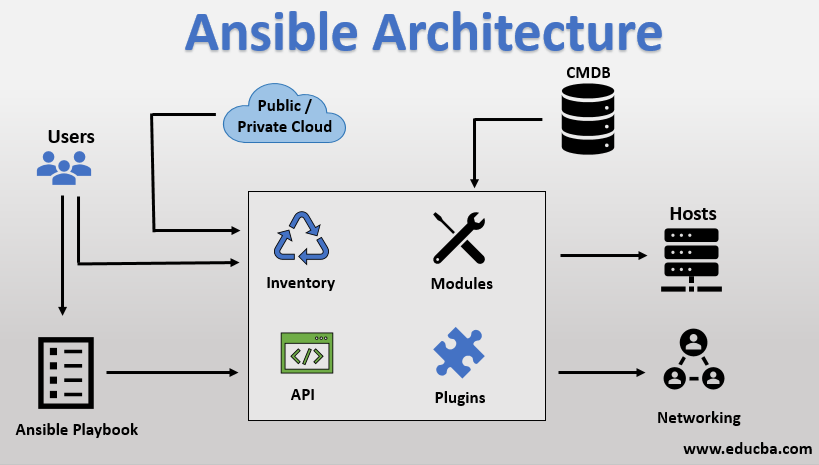 Ansible Architecture
CMDB
Public /
Private Cloud
Users
Hosts
Inventory
Modules
</>
API
Plugins
Ansible Playbook
Networking
www.educba.com